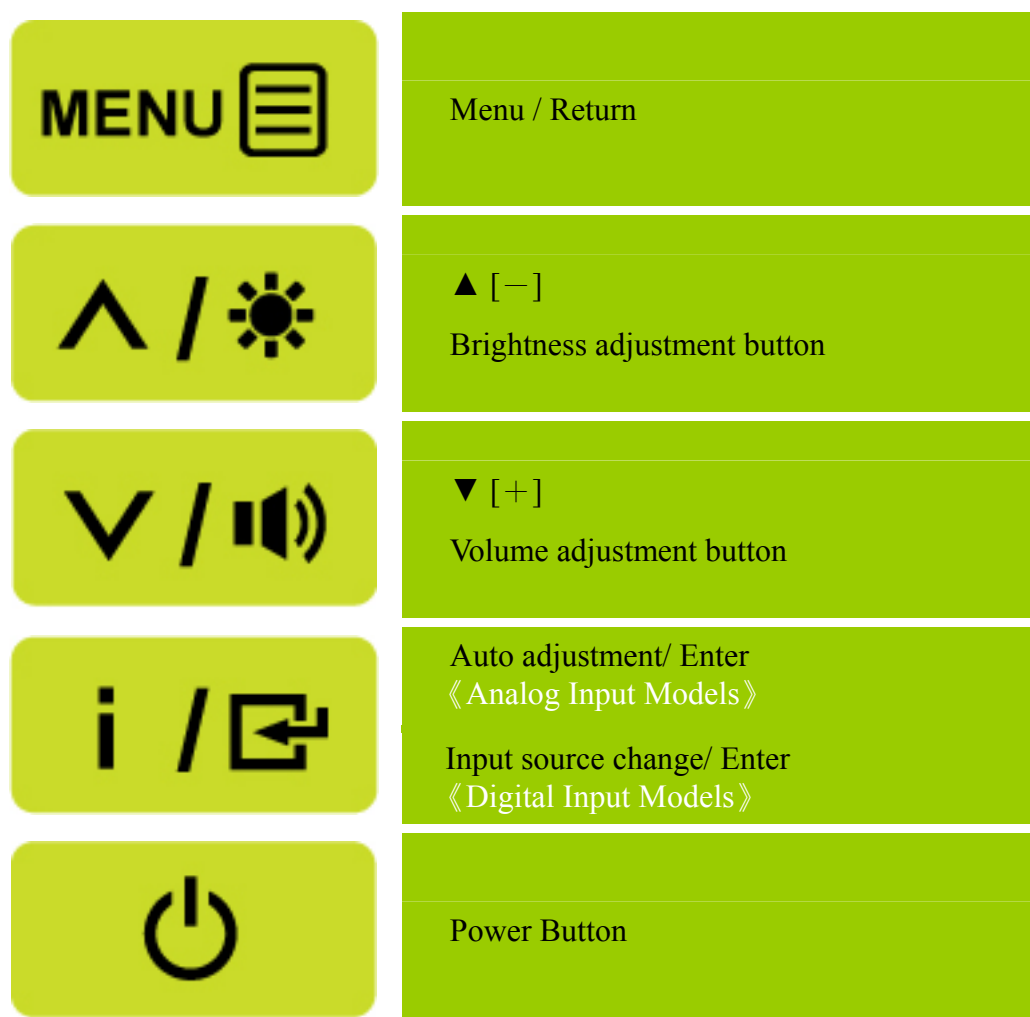 MENU
Menu / Return
/
▲ [－]
Brightness adjustment button
/
▼ [＋]
Volume adjustment button
i /
Auto adjustment/ Enter
《Analog Input Models》
Input source change/ Enter
《Digital Input Models》
Power Button